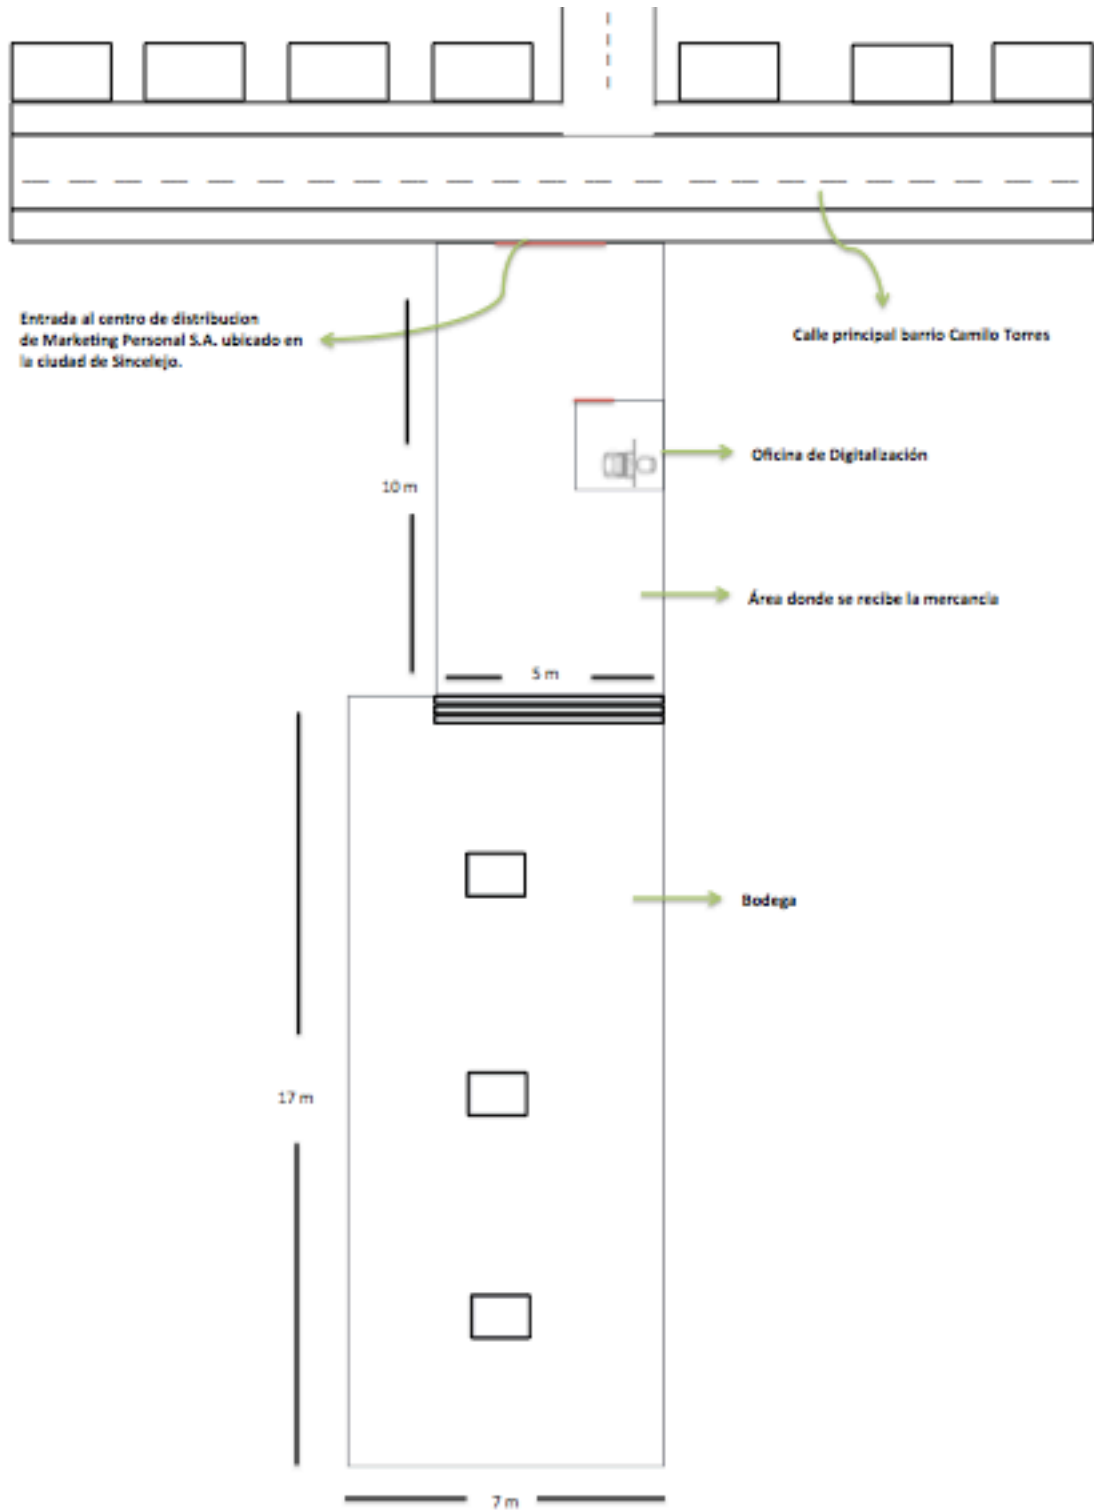 Entrada al centro de distribucion
de Marketing Personal S.A. ubicado en
la ciudad de Sincelejo.
Calle principal barrio Camilo Torres
Oficina de Digitalización
10 m
Área donde se recibe la mercancia
5 m
Bodega
17 m
7 m